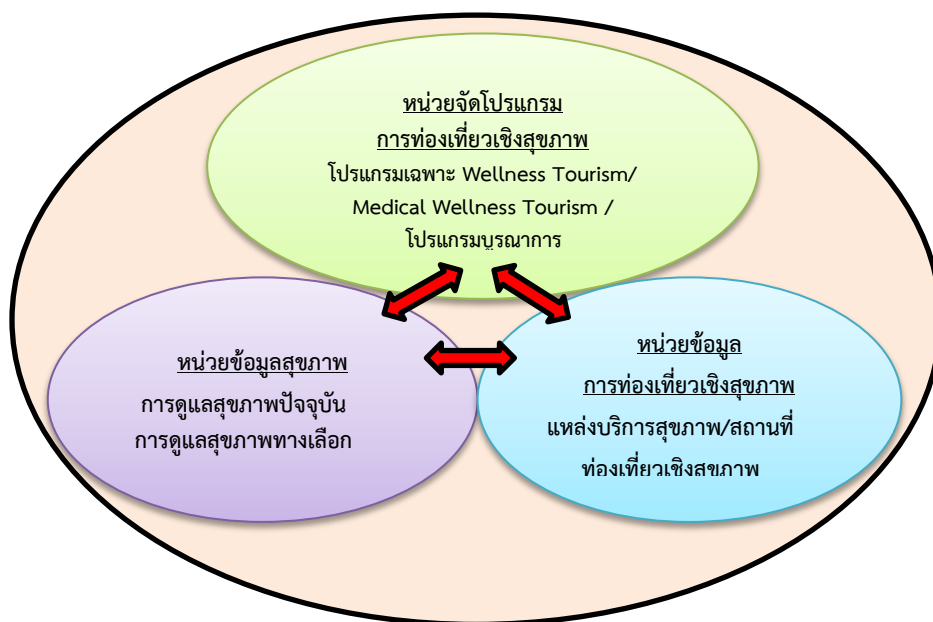 หน่วยจัดโปรแกรม
การท่องเที่ยวเชิงสุขภาพ
โปรแกรมเฉพาะ Wellness Tourism/
Medical Wellness Tourism /
โปรแกรมบูรณาการ
หน่วยข้อมูลสุขภาพ
การดูแลสุขภาพปัจจุบัน
การดูแลสุขภาพทางเลือก
หน่วยข้อมูล
การท่องเที่ยวเชิงสุขภาพ
แหล่งบริการสุขภาพ/สถานที่
ท่องเที่ยวเชิงสุขภาพ